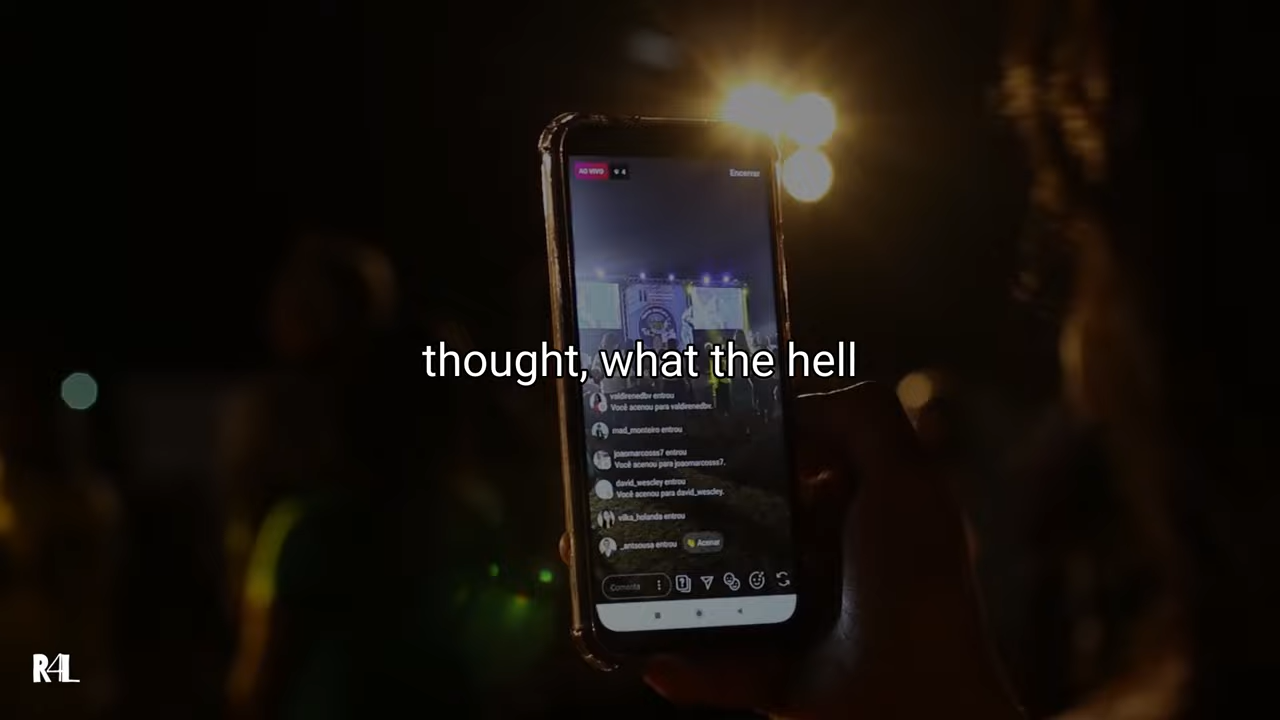 AO VIVO 4
Encerrar
thought, what the hell
valdirenedbv entrou
Você acenou para valdirenedbv.
mad_monteiro entrou
joaomarcosss7 entrou
Você acenou para joaomarcosss7.
david_wescley entrou
Você acenou para david_wescley.
vilka_holanda entrou
_antsousa entrou Acenar
Comenta
R4L